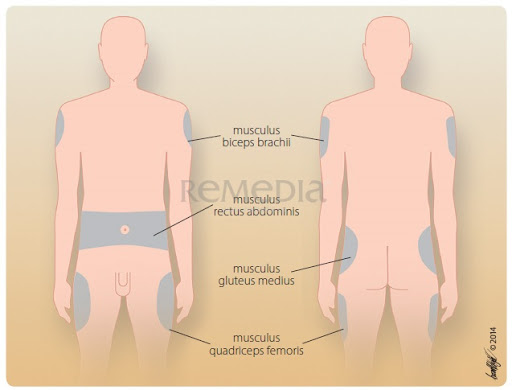 musculus
biceps brachii
REMEDIA
musculus
rectus abdominis
musculus
gluteus medius
musculus
quadriceps femoris
© 2014